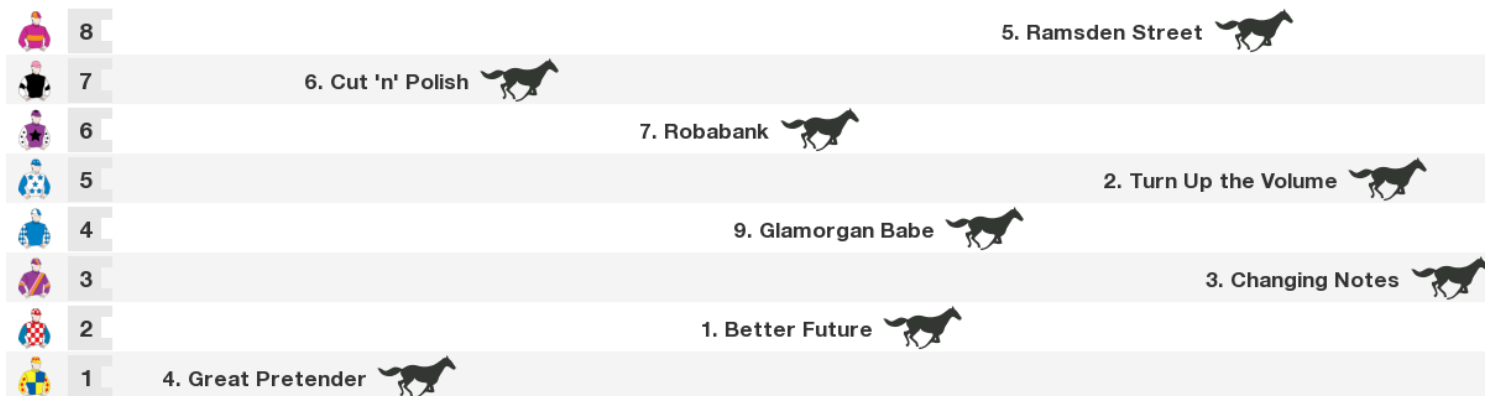 8 5. Ramsden Street
7 6. Cut 'n' Polish
6 7. Robabank
5 2. Turn Up the Volume
4 9. Glamorgan Babe
3 3. Changing Notes
2 1. Better Future
1 4. Great Pretender